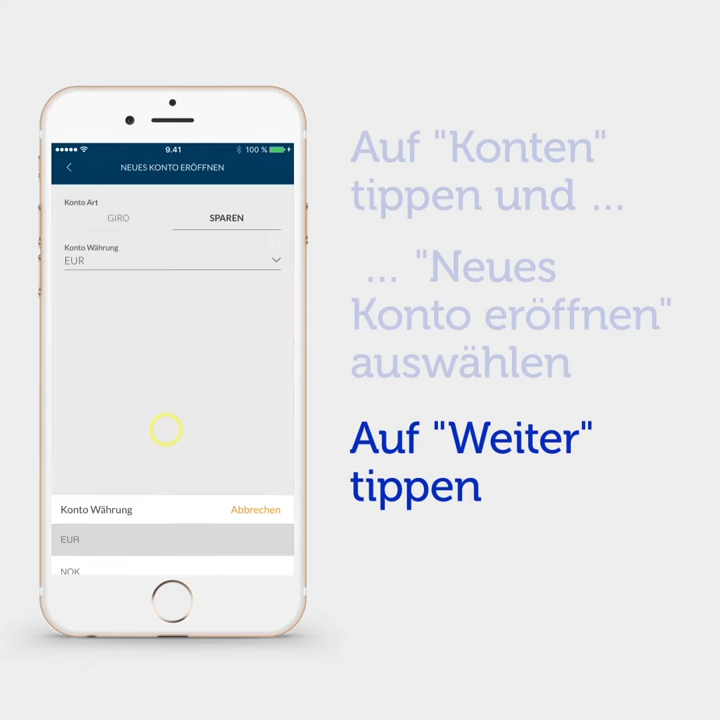 9.41
100 %
NEUES KONTO ERÖFFNEN
Konto Art
GIRO
SPAREN
Konto Währung
EUR
Konto Währung
Abbrechen
EUR
NOK
Auf "Konten"
tippen und ...
... "Neues
Konto eröffnen"
auswählen
Auf "Weiter"
tippen